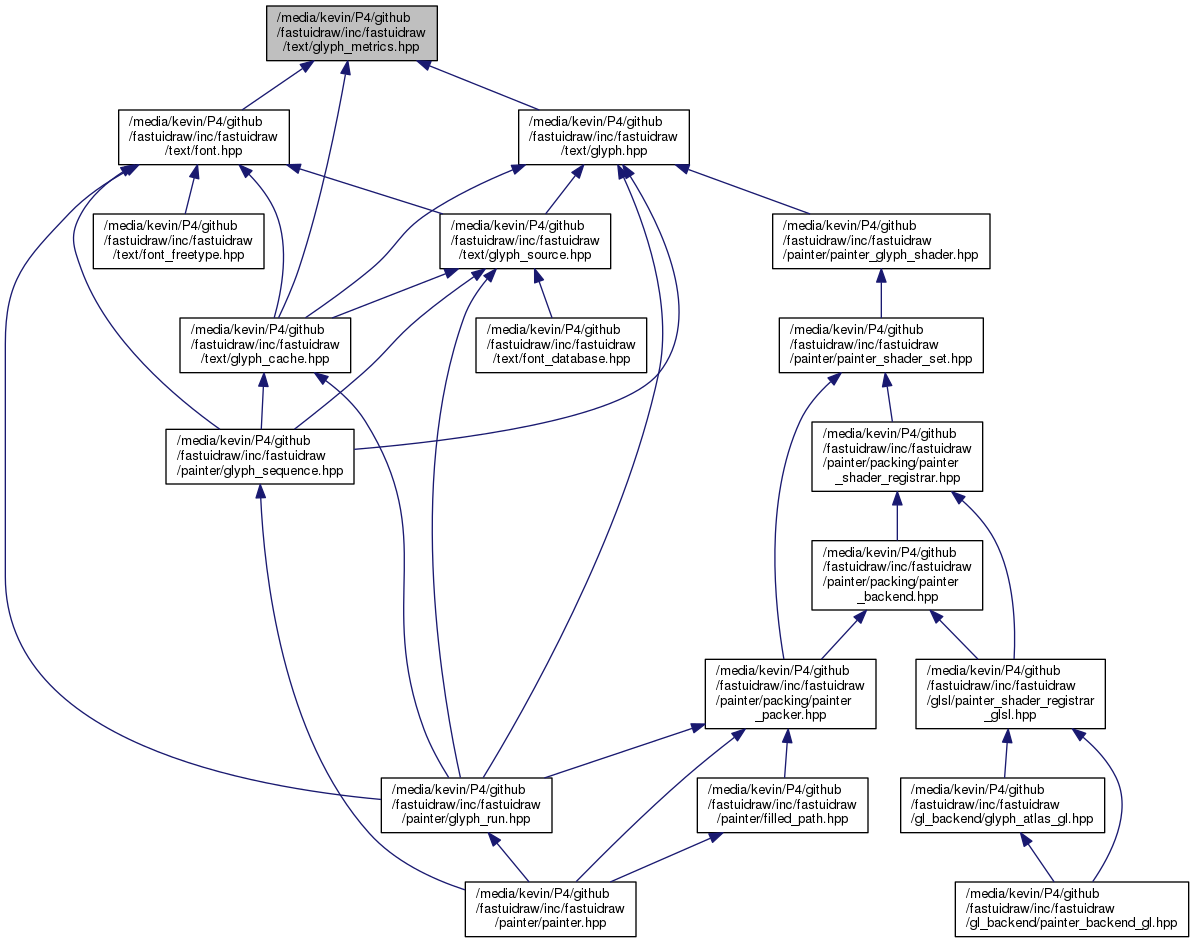 /media/kevin/P4/github
/fastuidraw/inc/fastuidraw
/text/glyph_metrics.hpp
/media/kevin/P4/github
/fastuidraw/inc/fastuidraw
/text/font.hpp
/media/kevin/P4/github
/fastuidraw/inc/fastuidraw
/text/glyph.hpp
/media/kevin/P4/github
/fastuidraw/inc/fastuidraw
/text/font_freetype.hpp
/media/kevin/P4/github
/fastuidraw/inc/fastuidraw
/text/glyph_source.hpp
/media/kevin/P4/github
/fastuidraw/inc/fastuidraw
/painter/painter_glyph_shader.hpp
/media/kevin/P4/github
/fastuidraw/inc/fastuidraw
/text/glyph_cache.hpp
/media/kevin/P4/github
/fastuidraw/inc/fastuidraw
/text/font_database.hpp
/media/kevin/P4/github
/fastuidraw/inc/fastuidraw
/painter/painter_shader_set.hpp
/media/kevin/P4/github
/fastuidraw/inc/fastuidraw
/painter/glyph_sequence.hpp
/media/kevin/P4/github
/fastuidraw/inc/fastuidraw
/painter/packing/painter
_shader_registrar.hpp
/media/kevin/P4/github
/fastuidraw/inc/fastuidraw
/painter/packing/painter
_backend.hpp
/media/kevin/P4/github
/fastuidraw/inc/fastuidraw
/painter/packing/painter
_packer.hpp
/media/kevin/P4/github
/fastuidraw/inc/fastuidraw
/glsl/painter_shader_registrar
_glsl.hpp
/media/kevin/P4/github
/fastuidraw/inc/fastuidraw
/painter/glyph_run.hpp
/media/kevin/P4/github
/fastuidraw/inc/fastuidraw
/painter/filled_path.hpp
/media/kevin/P4/github
/fastuidraw/inc/fastuidraw
/gl_backend/glyph_atlas_gl.hpp
/media/kevin/P4/github
/fastuidraw/inc/fastuidraw
/painter/painter.hpp
/media/kevin/P4/github
/fastuidraw/inc/fastuidraw
/gl_backend/painter_backend_gl.hpp